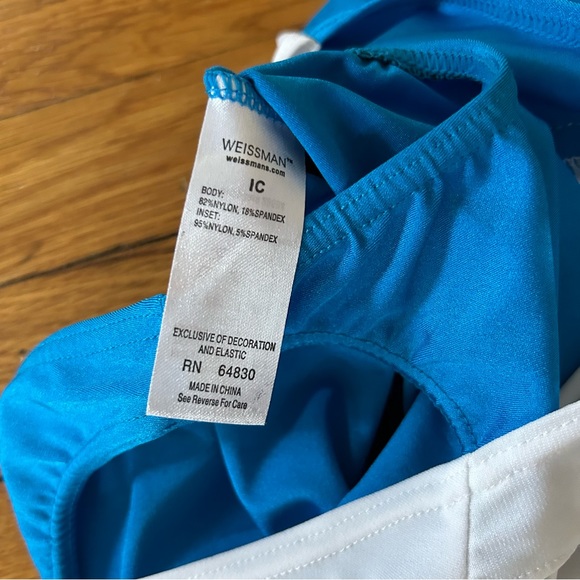 WEISSMAN™
weissmans.com
IC
BODY:
82%NYLON, 18%SPANDEX
INSET:
95%NYLON, 5%SPANDEX
EXCLUSIVE OF DECORATION
AND ELASTIC
RN 64830
MADE IN CHINA
See Reverse For Care